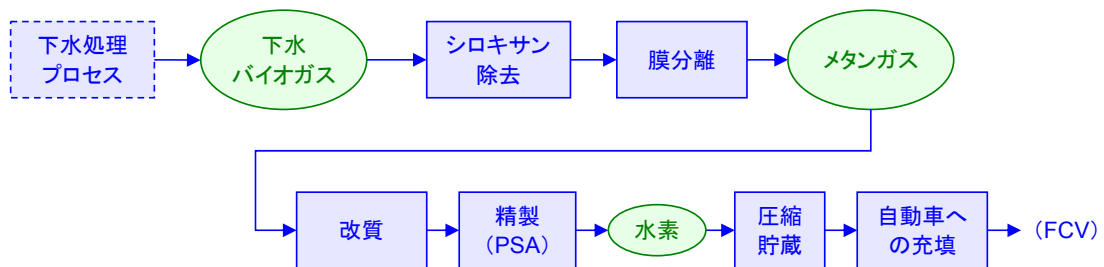 下水処理
プロセス
下水
バイオガス
シロキサン
除去
膜分離
メタンガス
改質
精製
（PSA）
水素
圧縮
貯蔵
自動車へ
の充填
（FCV）